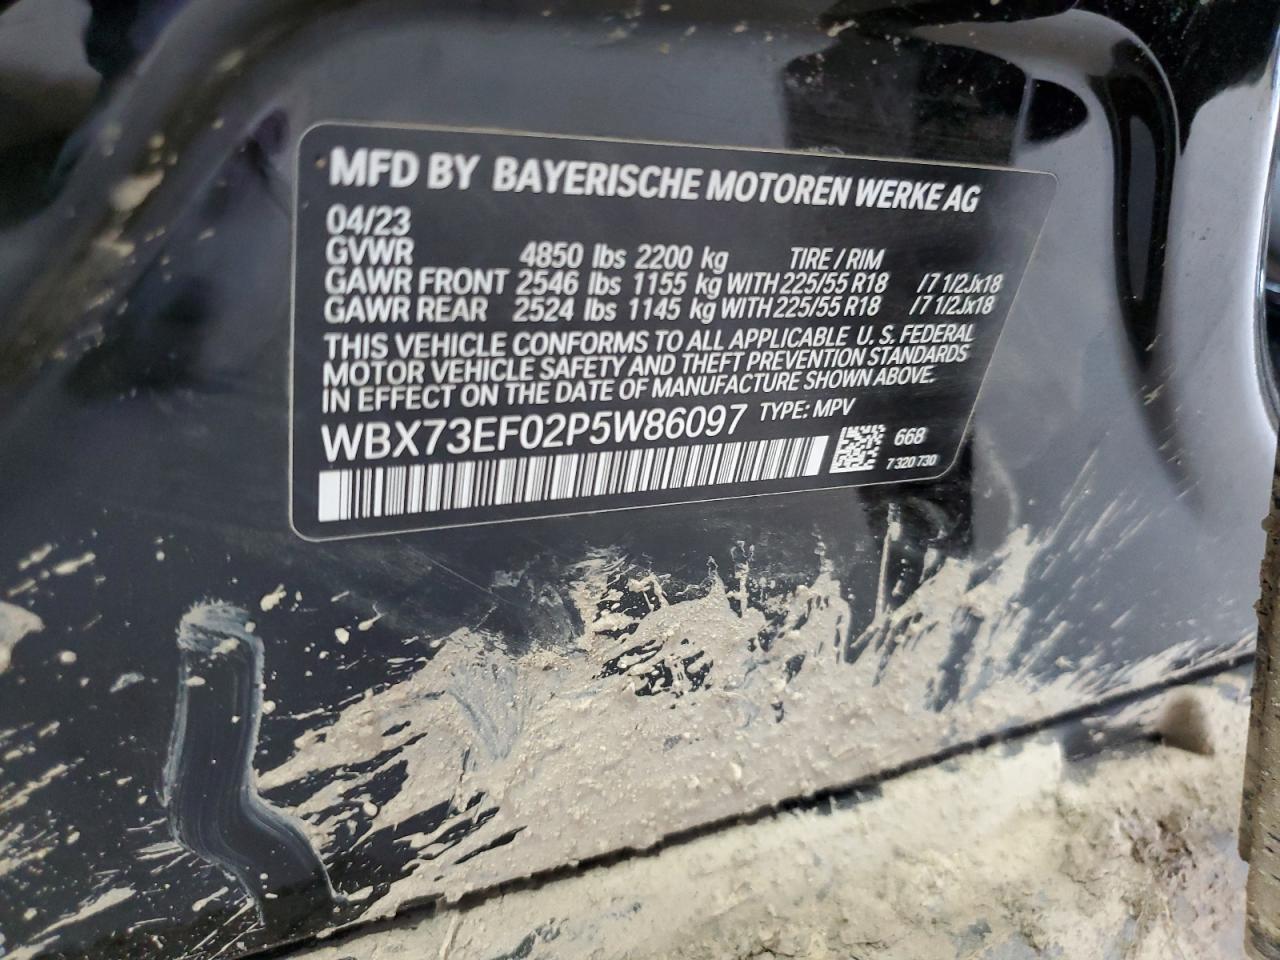 MFD BY BAYERISCHE MOTOREN WERKE AG
04/23
GVWR 4850 lbs 2200 kg TIRE / RIM
GAWR FRONT 2546 lbs 1155 kg WITH 225/55 R18 / 7 1/2Jx18
GAWR REAR 2524 lbs 1145 kg WITH 225/55 R18 / 7 1/2Jx18
THIS VEHICLE CONFORMS TO ALL APPLICABLE U.S. FEDERAL
MOTOR VEHICLE SAFETY AND THEFT PREVENTION STANDARDS
IN EFFECT ON THE DATE OF MANUFACTURE SHOWN ABOVE.
WBX73EF02P5W86097 TYPE: MPV
668
7 320 730